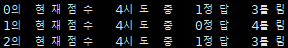 0의 현재점수 4시도 중 1정답 3틀림
1의 현재점수 4시도 중 0정답 4틀림
2의 현재점수 4시도 중 1정답 3틀림